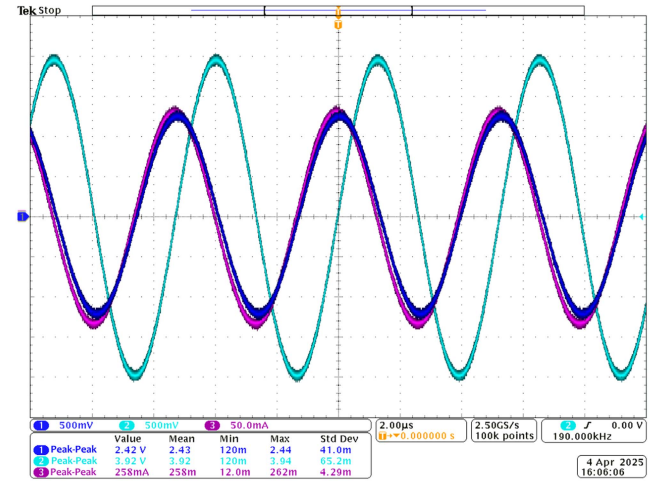 Tek Stop
T
T
1
1 500mV 2 500mV 3 50.0mA
2.00µs
T→▼0.000000 s
2.50GS/s
100k points
2 0.00 V
190.000kHz
Value Mean Min Max Std Dev
1 Peak-Peak 2.42 V 2.43 120m 2.44 41.0m
2 Peak-Peak 3.92 V 3.92 120m 3.94 65.2m
3 Peak-Peak 258mA 258m 12.0m 262m 4.29m
4 Apr 2025
16:06:06